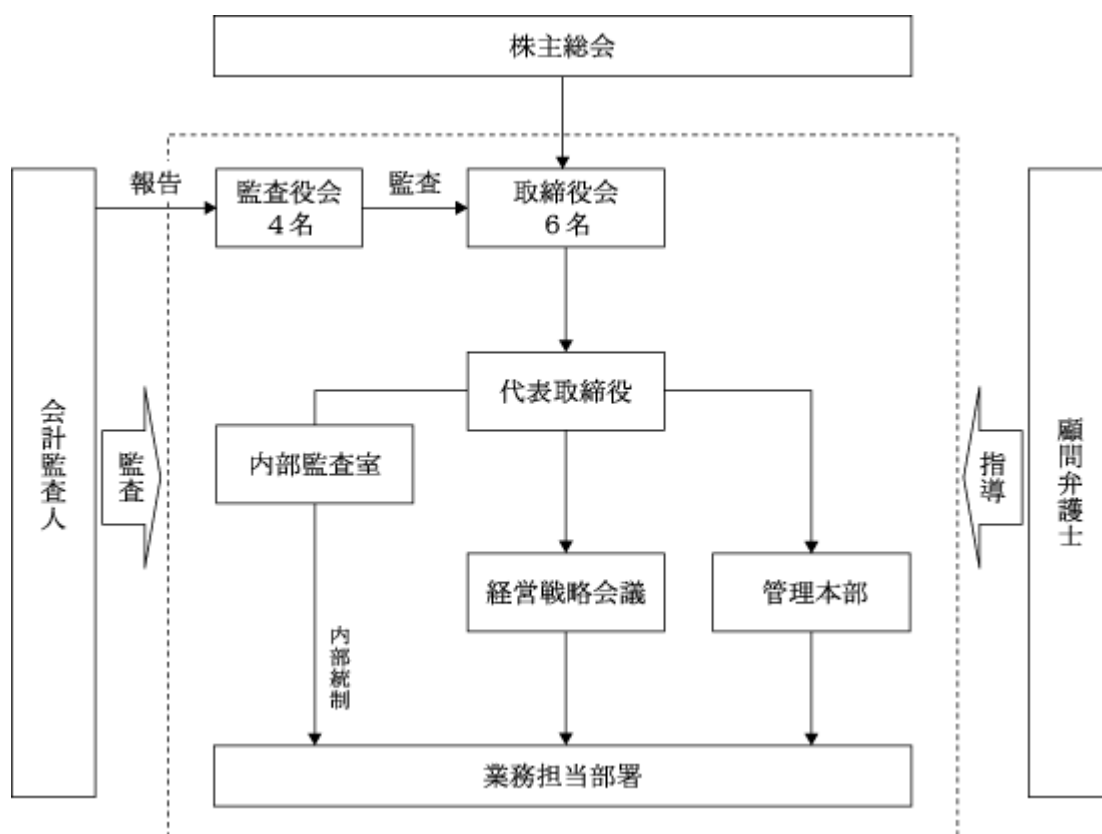 株主総会
報告
監査役会
4名
監査
取締役会
6名
代表取締役
会計監査人
監査
内部監査室
指導
顧問弁護士
経営戦略会議
管理本部
内部統制
業務担当部署